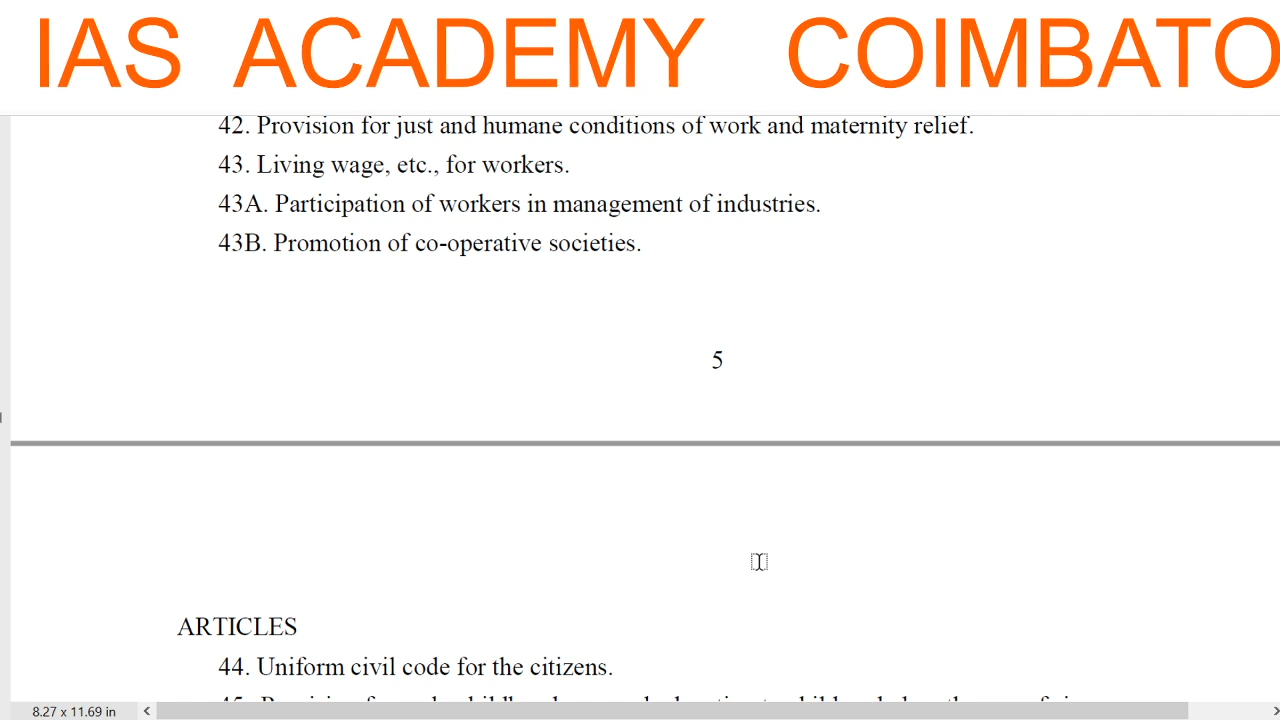 IAS ACADEMY COIMBATO
42. Provision for just and humane conditions of work and maternity relief.
43. Living wage, etc., for workers.
43A. Participation of workers in management of industries.
43B. Promotion of co-operative societies.
5
ARTICLES
44. Uniform civil code for the citizens.
8.27 x 11.69 in